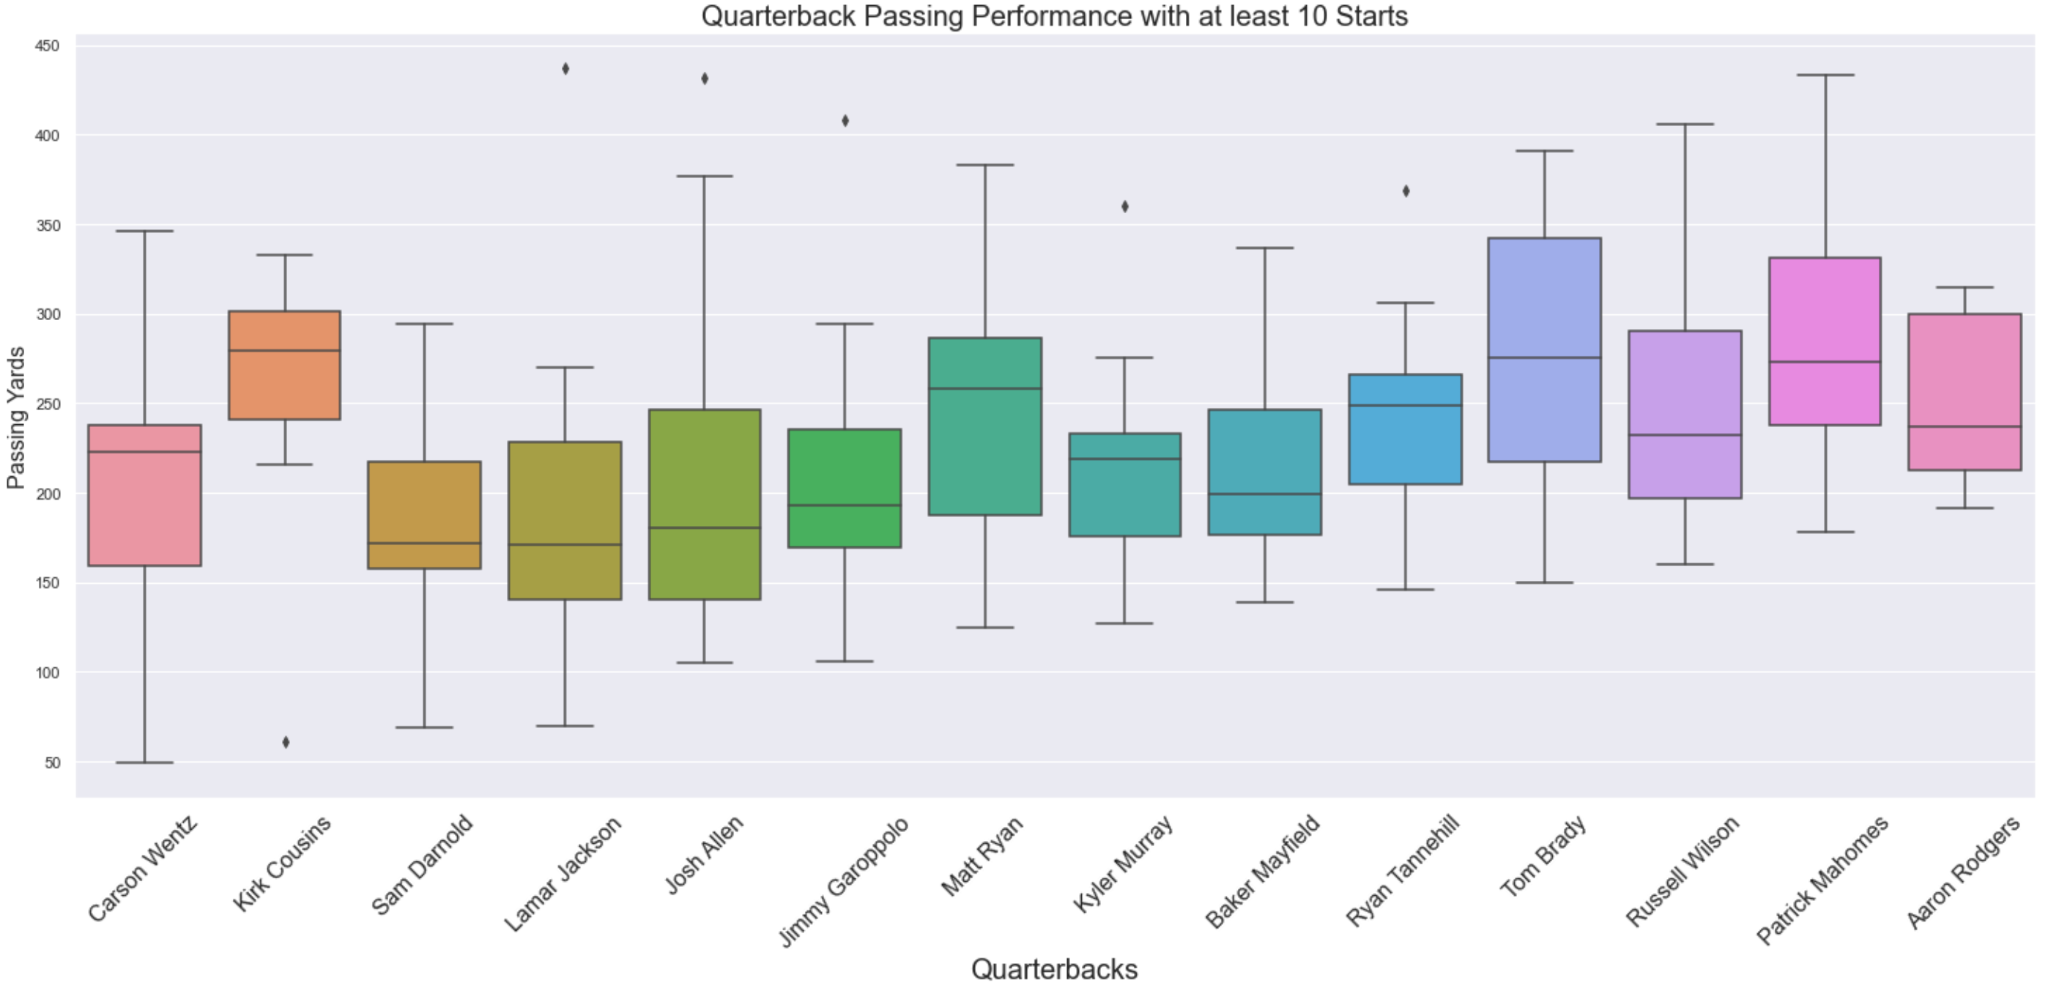 Quarterback Passing Performance with at least 10 Starts
450
400
350
300
250
200
150
100
50
Passing Yards
Carson Wentz
Kirk Cousins
Sam Darnold
Lamar Jackson
Josh Allen
Jimmy Garoppolo
Matt Ryan
Kyler Murray
Baker Mayfield
Ryan Tannehill
Tom Brady
Russell Wilson
Patrick Mahomes
Aaron Rodgers
Quarterbacks